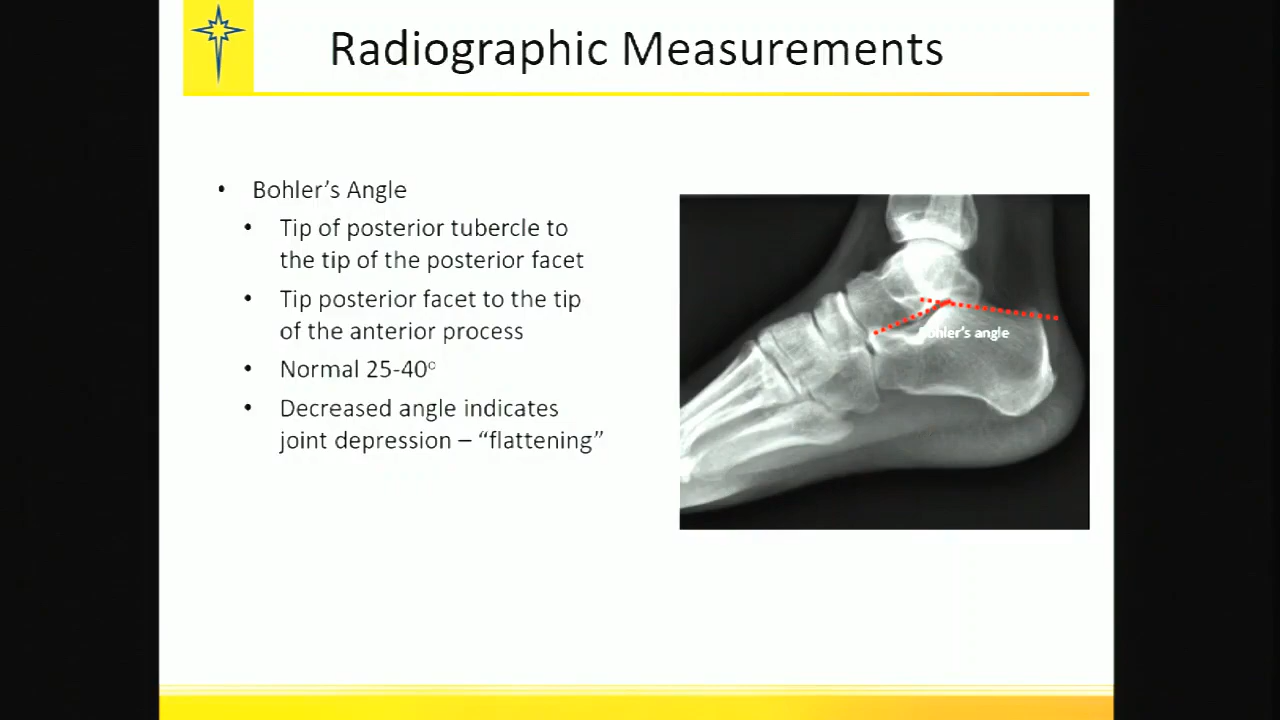 Radiographic Measurements
• Bohler’s Angle
• Tip of posterior tubercle to
the tip of the posterior facet
• Tip posterior facet to the tip
of the anterior process
• Normal 25-40°
• Decreased angle indicates
joint depression – “flattening”
Bohler’s angle